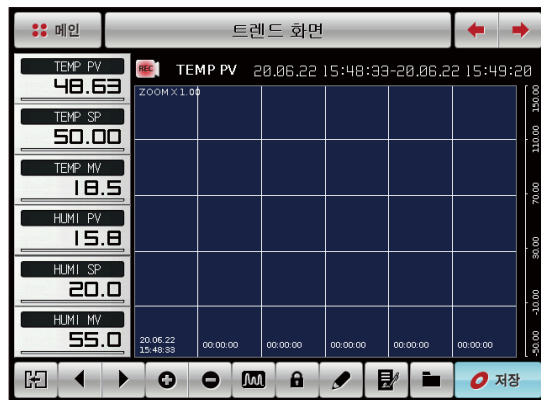 메인
트렌드 화면
TEMP PV
48.63
TEMP SP
50.00
TEMP MV
18.5
HUMI PV
15.8
HUMI SP
20.0
HUMI MV
55.0
REC TEMP PV 20.06.22 15:48:33-20.06.22 15:49:20
ZOOM X 1.00
150.00
110.00
70.00
30.00
-10.00
-50.00
20.06.22
15:48:33 00:00:00 00:00:00 00:00:00 00:00:00 00:00:00
저장